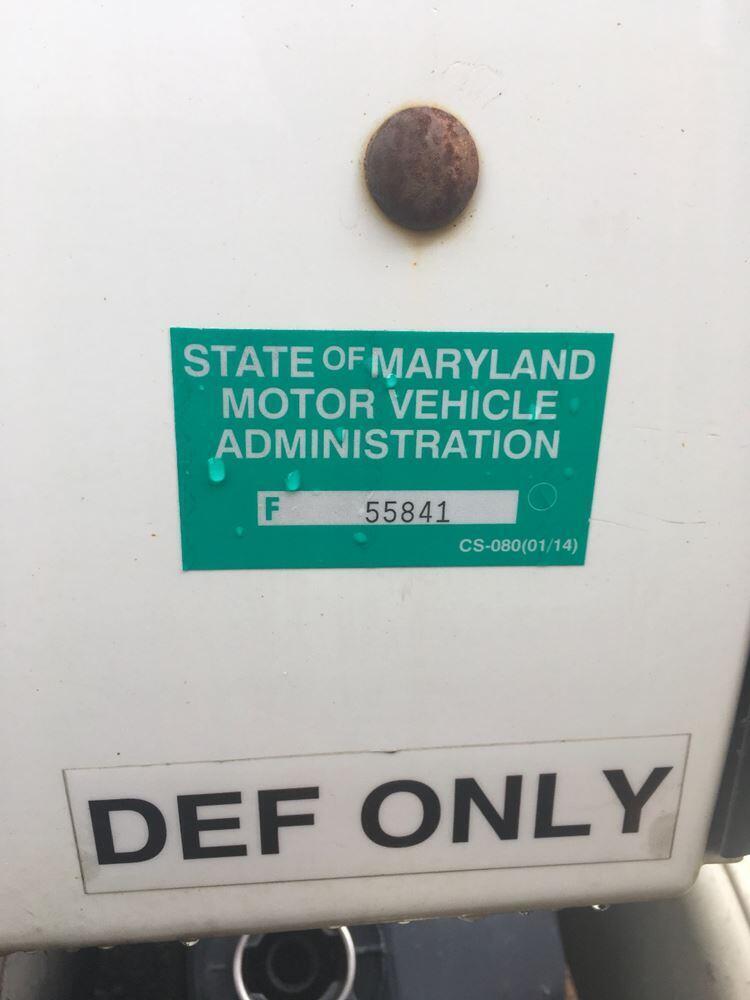 STATE OF MARYLAND
MOTOR VEHICLE
ADMINISTRATION
F 55841
CS-080(01/14)
DEF ONLY